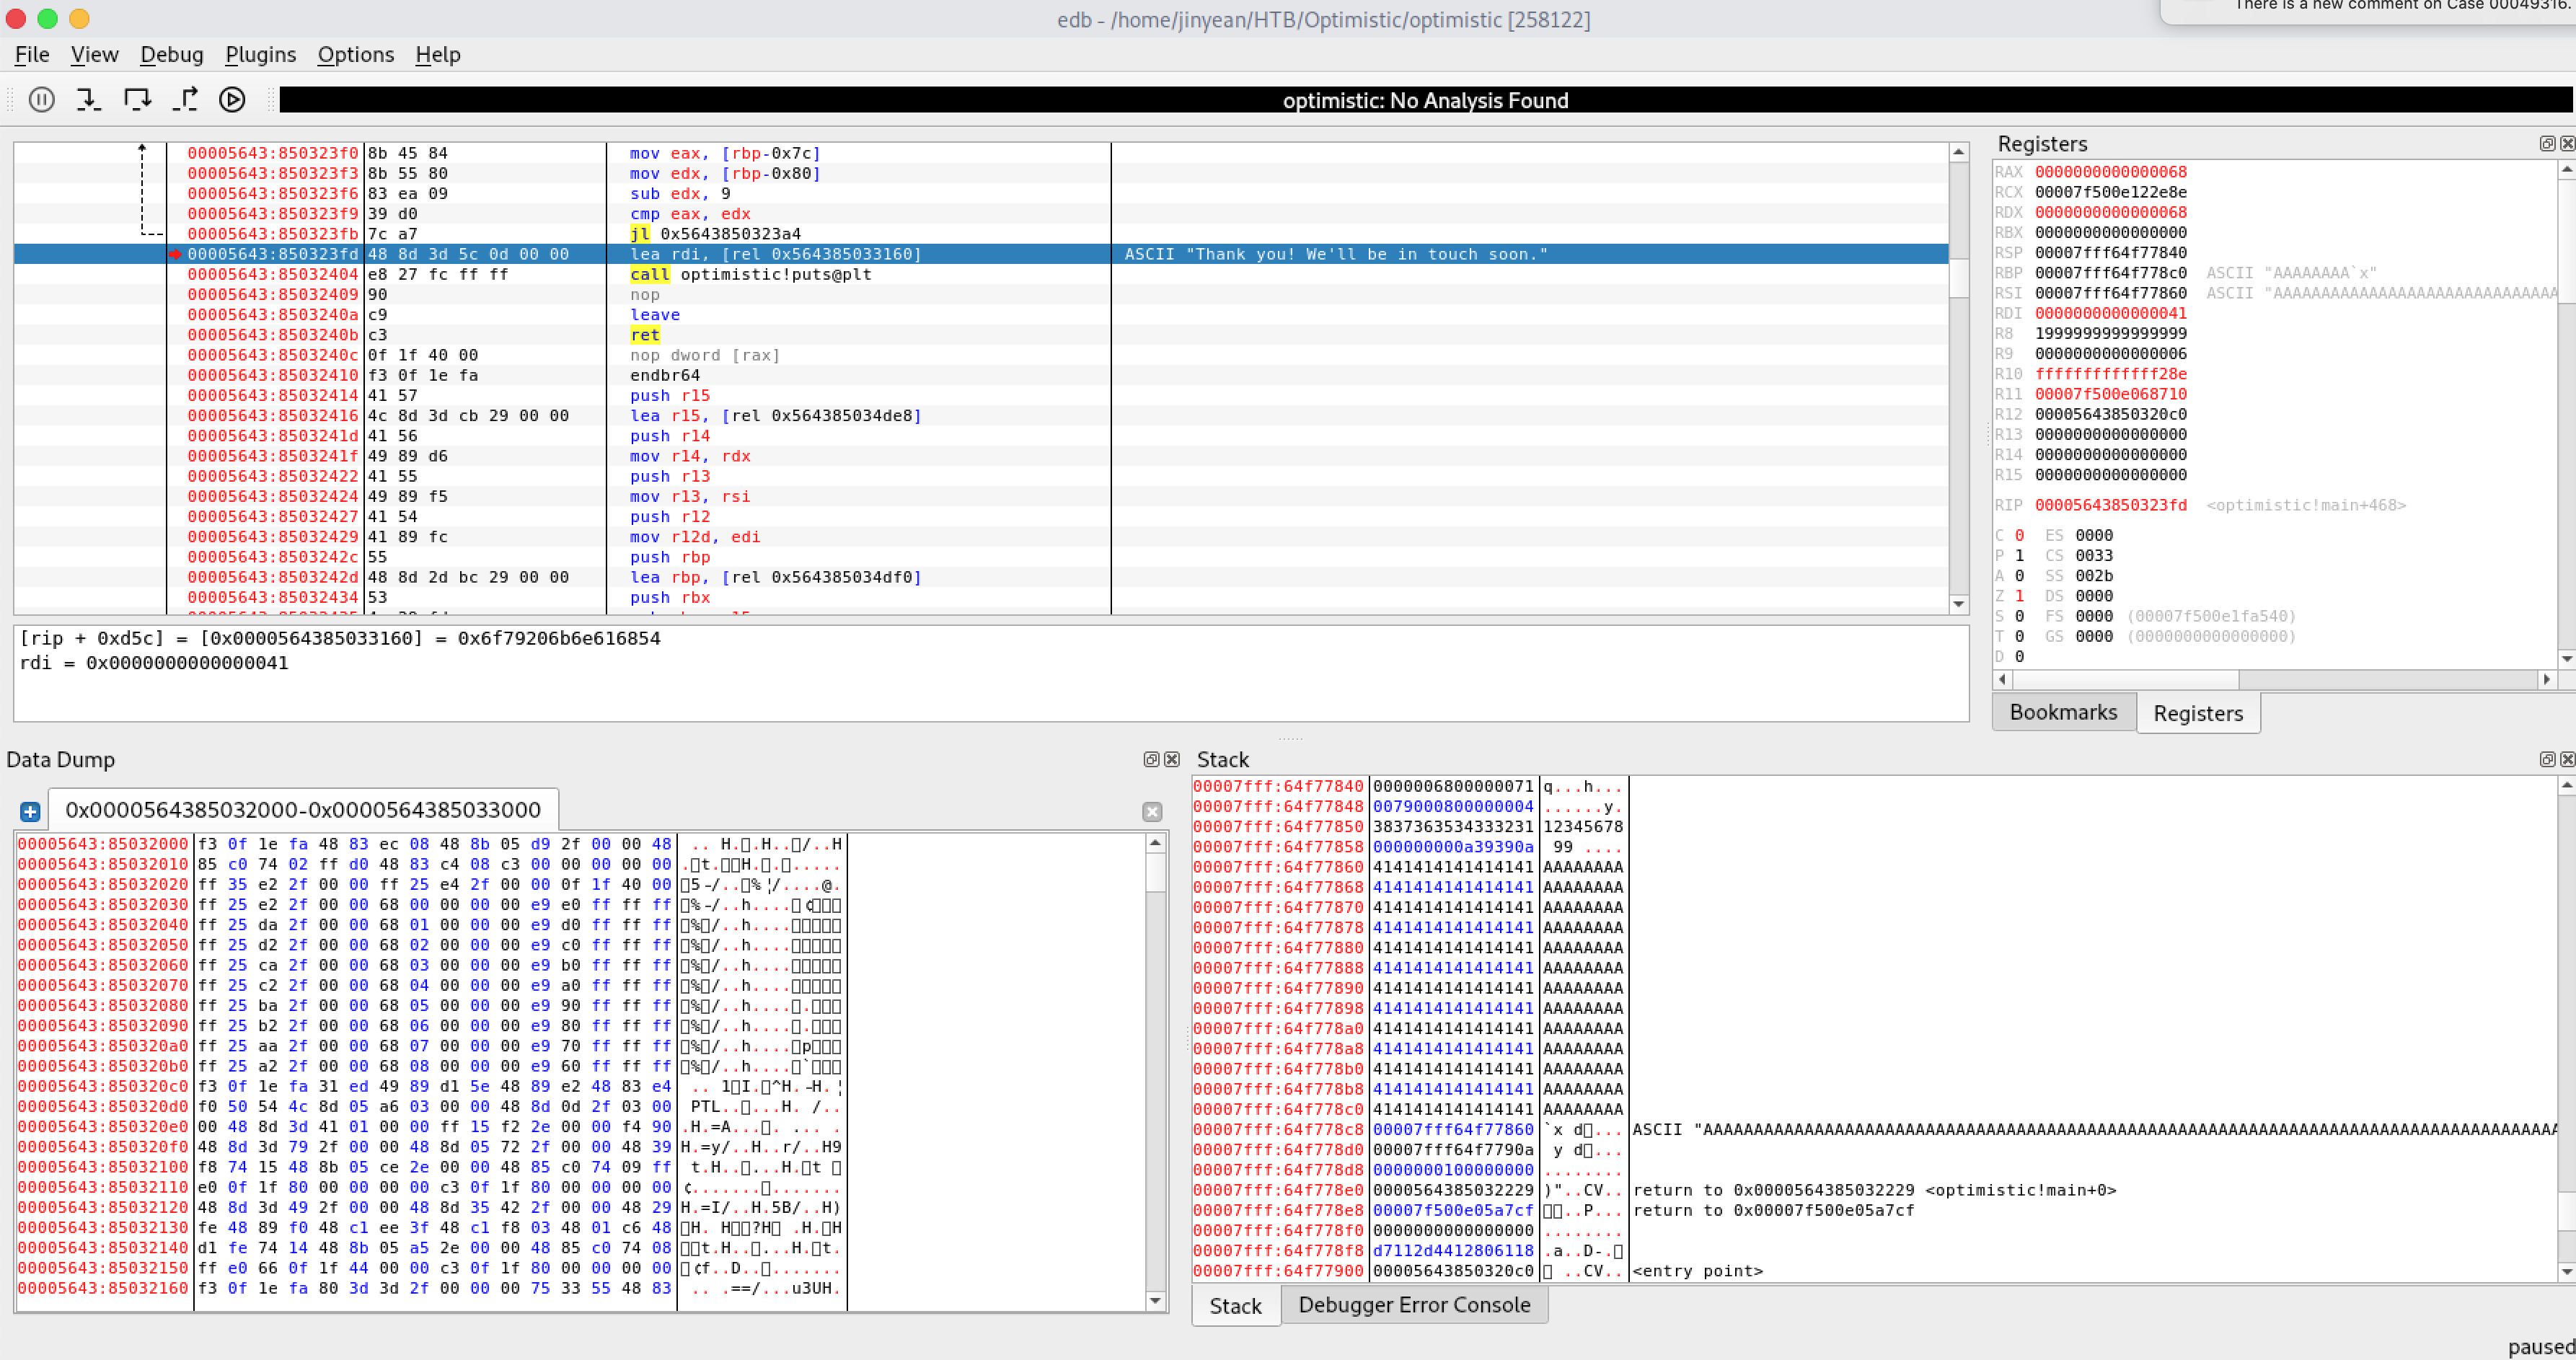 There is a new comment on Case 00049316.
edb - /home/jinyean/HTB/Optimistic/optimistic [258122]
File View Debug Plugins Options Help
optimistic: No Analysis Found
00005643:850323f0 8b 45 84 mov eax, [rbp-0x7c]
00005643:850323f3 8b 55 80 mov edx, [rbp-0x80]
00005643:850323f6 83 ea 09 sub edx, 9
00005643:850323f9 39 d0 cmp eax, edx
00005643:850323fb 7c a7 jl 0x5643850323a4
00005643:850323fd 48 8d 3d 5c 0d 00 00 lea rdi, [rel 0x564385033160] ASCII "Thank you! We'll be in touch soon."
00005643:85032404 e8 27 fc ff ff call optimistic!puts@plt
00005643:85032409 90 nop
00005643:8503240a c9 leave
00005643:8503240b c3 ret
00005643:8503240c 0f 1f 40 00 nop dword [rax]
00005643:85032410 f3 0f 1e fa endbr64
00005643:85032414 41 57 push r15
00005643:85032416 4c 8d 3d cb 29 00 00 lea r15, [rel 0x564385034de8]
00005643:8503241d 41 56 push r14
00005643:8503241f 49 89 d6 mov r14, rdx
00005643:85032422 41 55 push r13
00005643:85032424 49 89 f5 mov r13, rsi
00005643:85032427 41 54 push r12
00005643:85032429 41 89 fc mov r12d, edi
00005643:8503242c 55 push rbp
00005643:8503242d 48 8d 2d bc 29 00 00 lea rbp, [rel 0x564385034df0]
00005643:85032434 53 push rbx
[rip + 0xd5c] = [0x0000564385033160] = 0x6f79206b6e616854
rdi = 0x0000000000000041
Registers
RAX 0000000000000068
RCX 00007f500e122e8e
RDX 0000000000000068
RBX 0000000000000000
RSP 00007fff64f77840
RBP 00007fff64f778c0 ASCII "AAAAAAAA`x"
RSI 00007fff64f77860 ASCII "AAAAAAAAAAAAAAAAAAAAAAAAAAAAAA
RDI 0000000000000041
R8 1999999999999999
R9 0000000000000006
R10 fffffffffffff28e
R11 00007f500e068710
R12 00005643850320c0
R13 0000000000000000
R14 0000000000000000
R15 0000000000000000
RIP 00005643850323fd <optimistic!main+468>
C 0 ES 0000
P 1 CS 0033
A 0 SS 002b
Z 1 DS 0000
S 0 FS 0000 (00007f500e1fa540)
T 0 GS 0000 (0000000000000000)
D 0
Bookmarks Registers
Data Dump
0x0000564385032000-0x0000564385033000
00005643:85032000 f3 0f 1e fa 48 83 ec 08 48 8b 05 d9 2f 00 00 48
00005643:85032010 85 c0 74 02 ff d0 48 83 c4 08 c3 00 00 00 00 00
00005643:85032020 ff 35 e2 2f 00 00 ff 25 e4 2f 00 00 0f 1f 40 00
00005643:85032030 ff 25 e2 2f 00 00 68 00 00 00 00 e9 e0 ff ff ff
00005643:85032040 ff 25 da 2f 00 00 68 01 00 00 00 e9 d0 ff ff ff
00005643:85032050 ff 25 d2 2f 00 00 68 02 00 00 00 e9 c0 ff ff ff
00005643:85032060 ff 25 ca 2f 00 00 68 03 00 00 00 e9 b0 ff ff ff
00005643:85032070 ff 25 c2 2f 00 00 68 04 00 00 00 e9 a0 ff ff ff
00005643:85032080 ff 25 ba 2f 00 00 68 05 00 00 00 e9 90 ff ff ff
00005643:85032090 ff 25 b2 2f 00 00 68 06 00 00 00 e9 80 ff ff ff
00005643:850320a0 ff 25 aa 2f 00 00 68 07 00 00 00 e9 70 ff ff ff
00005643:850320b0 ff 25 a2 2f 00 00 68 08 00 00 00 e9 60 ff ff ff
00005643:850320c0 f3 0f 1e fa 31 ed 49 89 d1 5e 48 89 e2 48 83 e4
00005643:850320d0 f0 50 54 4c 8d 05 a6 03 00 00 48 8d 0d 2f 03 00
00005643:850320e0 00 48 8d 3d 41 01 00 00 ff 15 f2 2e 00 00 f4 90
00005643:850320f0 48 8d 3d 79 2f 00 00 48 8d 05 72 2f 00 00 48 39
00005643:85032100 f8 74 15 48 8b 05 ce 2e 00 00 48 85 c0 74 09 ff
00005643:85032110 e0 0f 1f 80 00 00 00 00 c3 0f 1f 80 00 00 00 00
00005643:85032120 48 8d 3d 49 2f 00 00 48 8d 35 42 2f 00 00 48 29
00005643:85032130 fe 48 89 f0 48 c1 ee 3f 48 c1 f8 03 48 01 c6 48
00005643:85032140 d1 fe 74 14 48 8b 05 a5 2e 00 00 48 85 c0 74 08
00005643:85032150 ff e0 66 0f 1f 44 00 00 c3 0f 1f 80 00 00 00 00
00005643:85032160 f3 0f 1e fa 80 3d 3d 2f 00 00 00 75 33 55 48 83
Stack
00007fff:64f77840 0000006800000071 q...h...
00007fff:64f77848 0079000800000004 ......y.
00007fff:64f77850 3837363534333231 12345678
00007fff:64f77858 000000000a39390a 99 ....
00007fff:64f77860 4141414141414141 AAAAAAAA
00007fff:64f77868 4141414141414141 AAAAAAAA
00007fff:64f77870 4141414141414141 AAAAAAAA
00007fff:64f77878 4141414141414141 AAAAAAAA
00007fff:64f77880 4141414141414141 AAAAAAAA
00007fff:64f77888 4141414141414141 AAAAAAAA
00007fff:64f77890 4141414141414141 AAAAAAAA
00007fff:64f77898 4141414141414141 AAAAAAAA
00007fff:64f778a0 4141414141414141 AAAAAAAA
00007fff:64f778a8 4141414141414141 AAAAAAAA
00007fff:64f778b0 4141414141414141 AAAAAAAA
00007fff:64f778b8 4141414141414141 AAAAAAAA
00007fff:64f778c0 4141414141414141 AAAAAAAA
00007fff:64f778c8 00007fff64f77860 `x d... ASCII "AAAAAAAAAAAAAAAAAAAAAAAAAAAAAAAAAAAAAAAAAAAAAAAAAAAAAAAAAAAAAAAAAAAAAAAAAAAAAAAAAAAA
00007fff:64f778d0 00007fff64f7790a y d...
00007fff:64f778d8 0000000100000000 ........
00007fff:64f778e0 0000564385032229 )"..CV.. return to 0x0000564385032229 <optimistic!main+0>
00007fff:64f778e8 00007f500e05a7cf ..P... return to 0x00007f500e05a7cf
00007fff:64f778f0 0000000000000000 ........
00007fff:64f778f8 d7112d4412806118 .a..D-.
00007fff:64f77900 00005643850320c0 ..CV.. <entry point>
Stack Debugger Error Console
paused